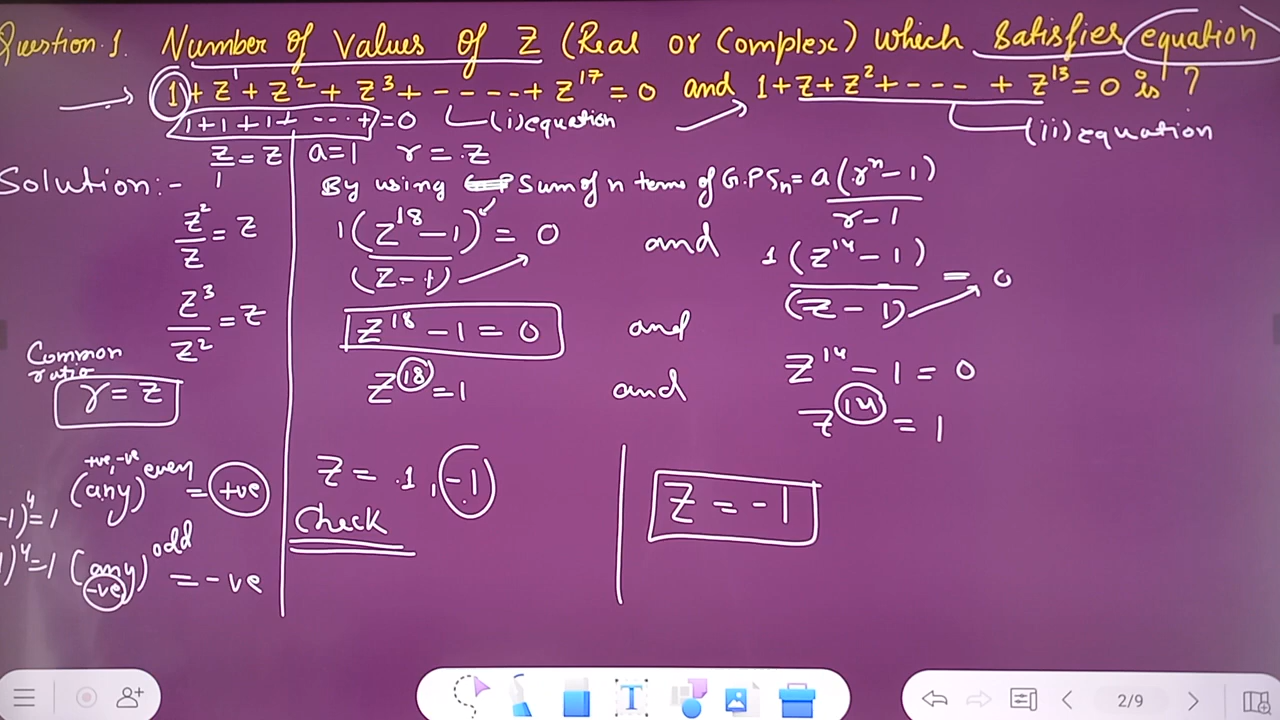 Question.1. Number of Values of Z (Real or Complex) which satisfies equation
1 + z¹ + z² + z³ + ----- + z¹⁷ = 0 and 1 + z + z² + --- + z¹³ = 0 is ?
1 + 1 + 1 + ---- + = 0 (i) equation (ii) equation
z/1 = z a = 1 r = z
Solution:- By using Sum of n terms of G.P Sₙ = a(rⁿ - 1)/r - 1
z²/z = z 1(z¹⁸ - 1)/(z - 1) = 0 and 1(z¹⁴ - 1)/(z - 1) = 0
z³/z² = z z¹⁸ - 1 = 0 and z¹⁴ - 1 = 0
Common ratio
r = z z¹⁸ = 1 and z¹⁴ = 1
+ve, -ve
(any)^even = +ve z = 1, -1 z = -1
-1)⁴ = 1 Check
)⁴ = 1 (any)^odd = -ve
-ve
T 2/9